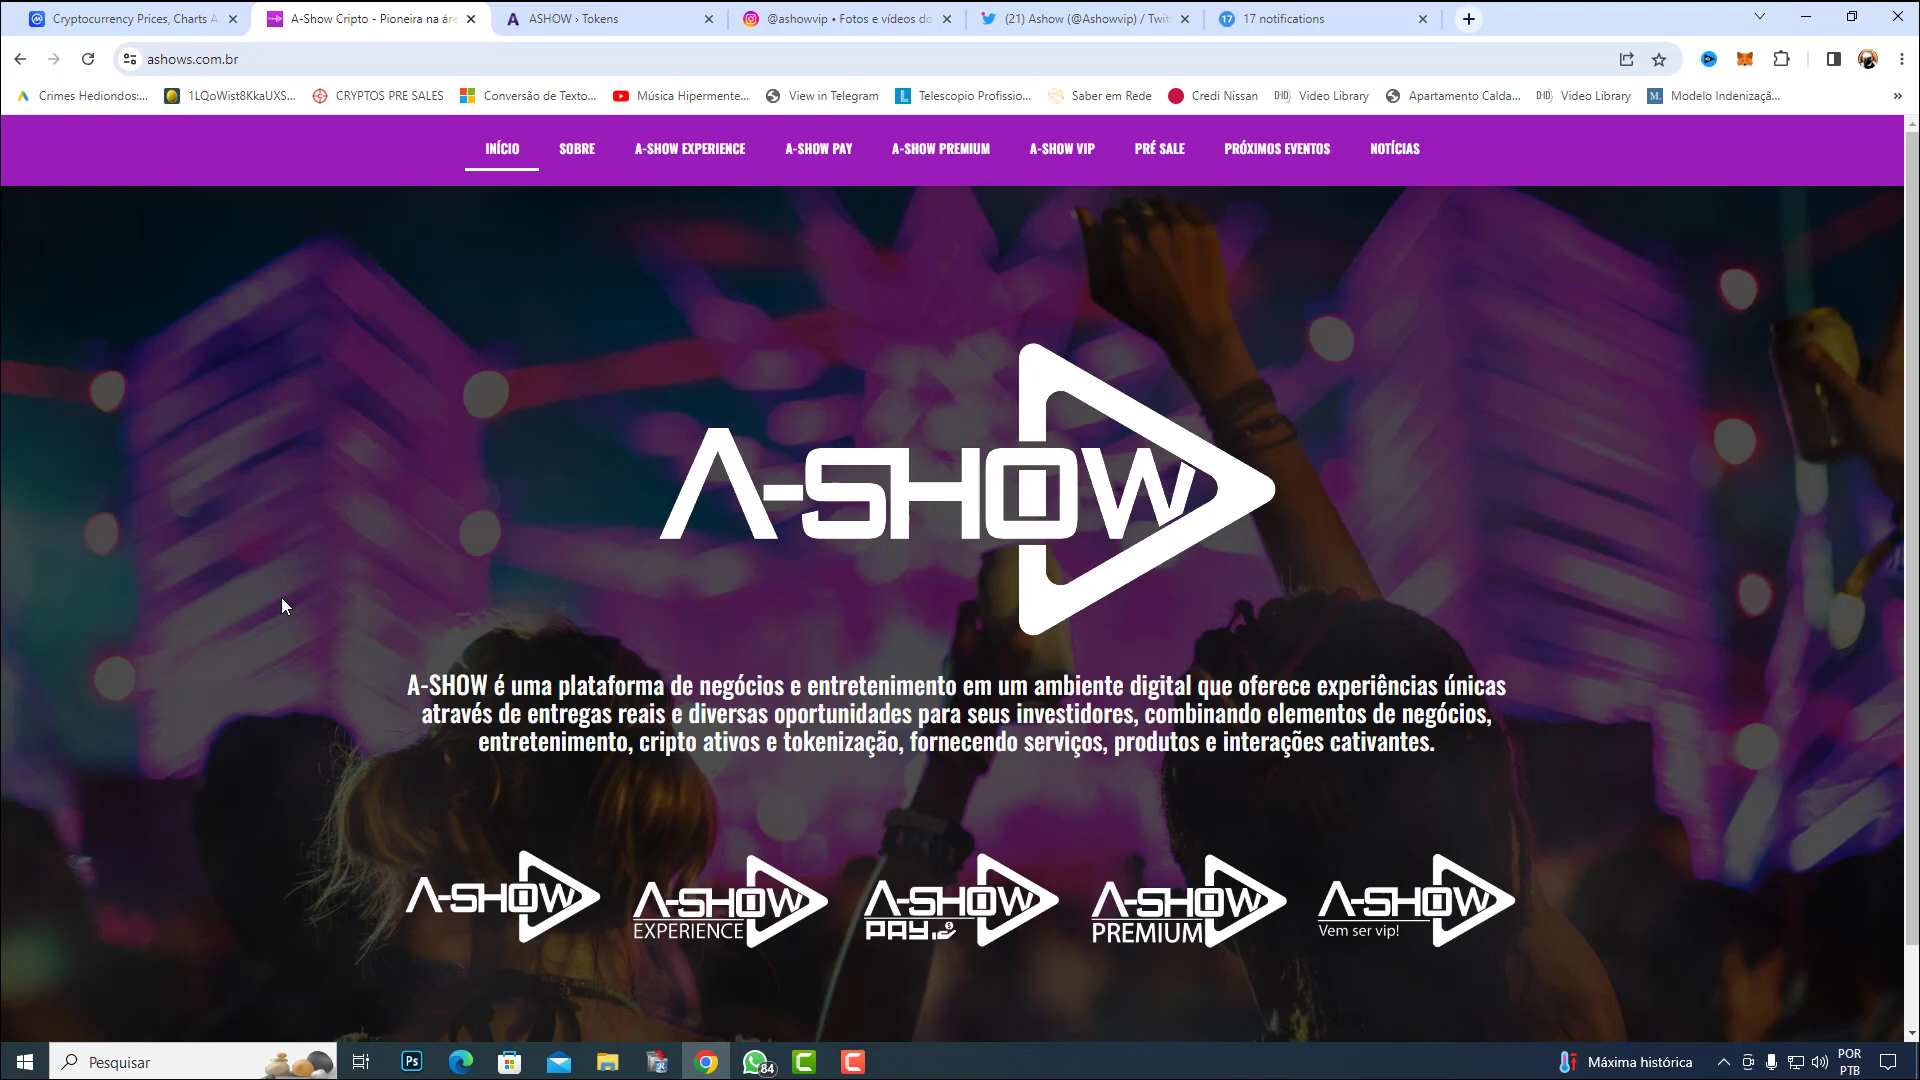 Cryptocurrency Prices, Charts A
A-Show Cripto - Pioneira na áre
ASHOW › Tokens
@ashowvip • Fotos e vídeos do
(21) Ashow (@Ashowvip) / Twit
17
17 notifications
ashows.com.br
Crimes Hediondos:...
1LQoWist8KkaUXS...
CRYPTOS PRE SALES
Conversão de Texto...
Música Hipermente...
View in Telegram
L
Telescopio Profissio...
Saber em Rede
Credi Nissan
Video Library
Apartamento Calda...
Video Library
M.
Modelo Indenizaçã...
INÍCIO
SOBRE
A-SHOW EXPERIENCE
A-SHOW PAY
A-SHOW PREMIUM
A-SHOW VIP
PRÉ SALE
PRÓXIMOS EVENTOS
NOTÍCIAS
A-SHOW
A-SHOW é uma plataforma de negócios e entretenimento em um ambiente digital que oferece experiências únicas
através de entregas reais e diversas oportunidades para seus investidores, combinando elementos de negócios,
entretenimento, cripto ativos e tokenização, fornecendo serviços, produtos e interações cativantes.
A-SHOW
A-SHOW
EXPERIENCE
A-SHOW
PAY
A-SHOW
PREMIUM
A-SHOW
Vem ser vip!
Pesquisar
Ps
84
Máxima histórica
POR
PTB